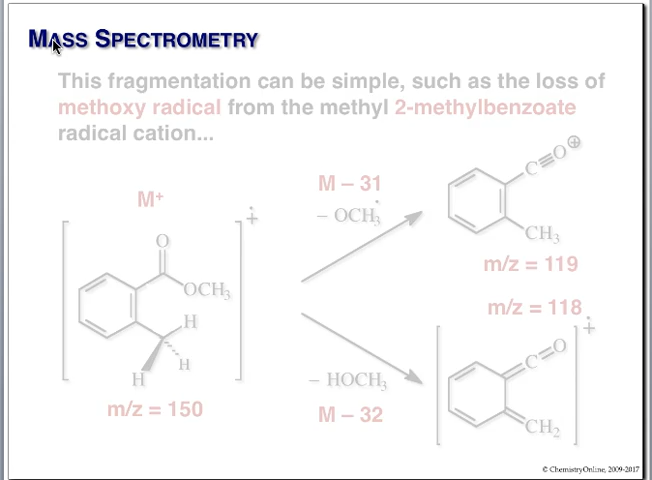 MASS SPECTROMETRY
This fragmentation can be simple, such as the loss of
methoxy radical from the methyl 2-methylbenzoate
radical cation...
M+
M – 31
– OCH3
C≡O⊕
CH3
m/z = 119
O
OCH3
H
H
H
m/z = 150
m/z = 118
– HOCH3
M – 32
C=O
CH2
© ChemistryOnline, 2009-2017